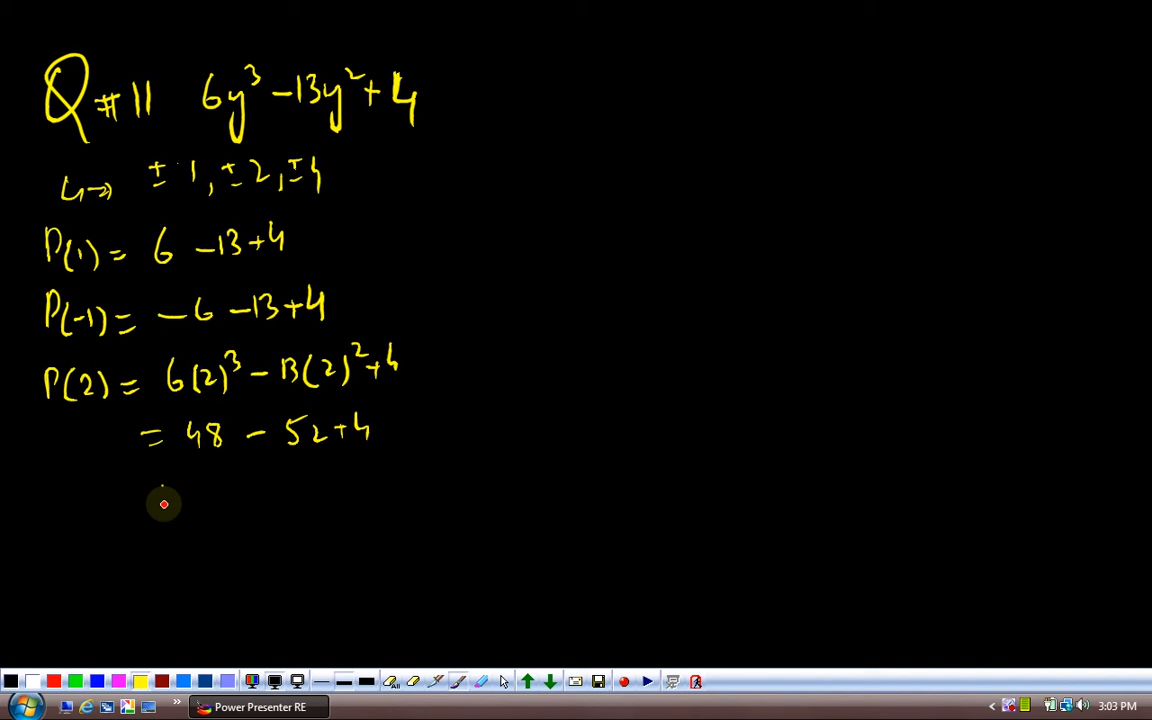 Q # 11 6y³ - 13y² + 4
4 → ± 1, ± 2, ± 4
P(1) = 6 - 13 + 4
P(-1) = - 6 - 13 + 4
P(2) = 6(2)³ - 13(2)² + 4
= 48 - 52 + 4
All
Power Presenter RE
< 3:03 PM